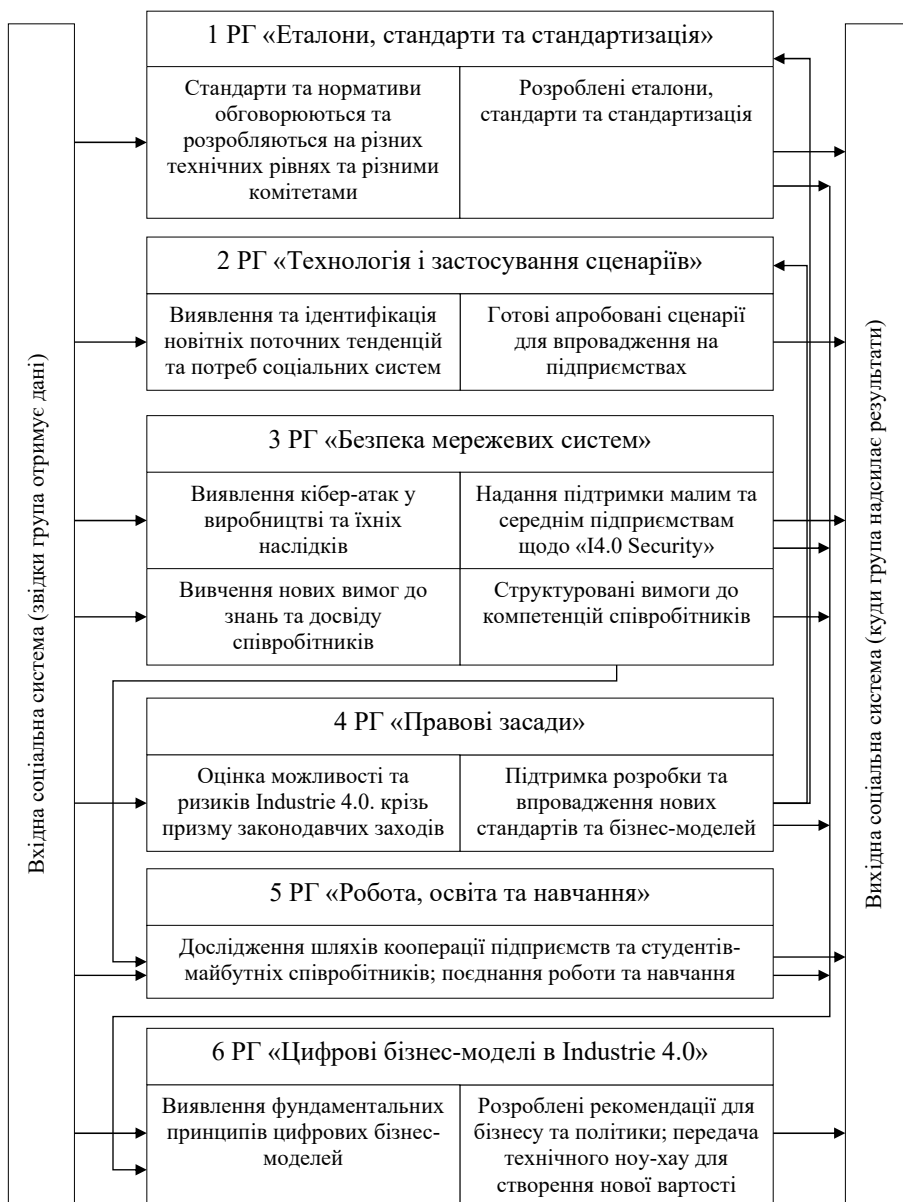 Вхідна соціальна система (звідки група отримує дані)
1 РГ «Еталони, стандарти та стандартизація»
Стандарти та нормативи
обговорюються та
розробляються на різних
технічних рівнях та різними
комітетами
Розроблені еталони,
стандарти та стандартизація
2 РГ «Технологія і застосування сценаріїв»
Виявлення та ідентифікація
новітніх поточних тенденцій
та потреб соціальних систем
Готові апробовані сценарії
для впровадження на
підприємствах
3 РГ «Безпека мережевих систем»
Виявлення кібер-атак у
виробництві та їхніх
наслідків
Надання підтримки малим та
середнім підприємствам
щодо «I4.0 Security»
Вивчення нових вимог до
знань та досвіду
співробітників
Структуровані вимоги до
компетенцій співробітників
4 РГ «Правові засади»
Оцінка можливості та
ризиків Industrie 4.0. крізь
призму законодавчих заходів
Підтримка розробки та
впровадження нових
стандартів та бізнес-моделей
5 РГ «Робота, освіта та навчання»
Дослідження шляхів кооперації підприємств та студентів-
майбутніх співробітників; поєднання роботи та навчання
6 РГ «Цифрові бізнес-моделі в Industrie 4.0»
Виявлення фундаментальних
принципів цифрових бізнес-
моделей
Розроблені рекомендації для
бізнесу та політики; передача
технічного ноу-хау для
створення нової вартості
Вихідна соціальна система (куди група надсилає результати)